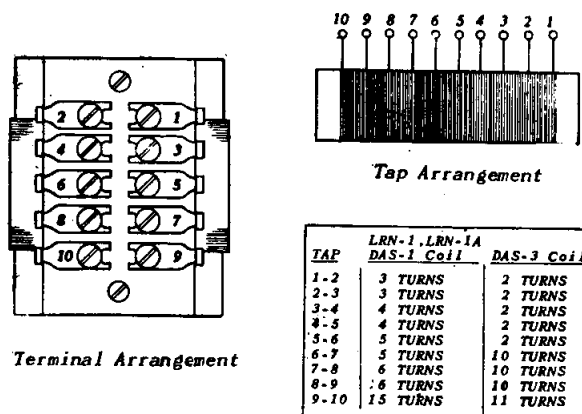 10 9 8 7 6 5 4 3 2 1
Tap Arrangement
2 1
4 3
6 5
8 7
10 9
Terminal Arrangement
LRN-1, LRN-1A
TAP DAS-1 Coil DAS-3 Coil
1-2 3 TURNS 2 TURNS
2-3 3 TURNS 2 TURNS
3-4 4 TURNS 2 TURNS
4-5 4 TURNS 2 TURNS
5-6 5 TURNS 2 TURNS
6-7 5 TURNS 10 TURNS
7-8 6 TURNS 10 TURNS
8-9 6 TURNS 10 TURNS
9-10 15 TURNS 11 TURNS